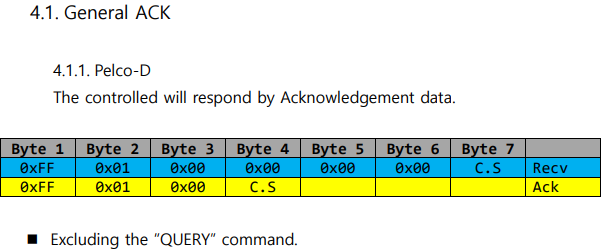 4.1. General ACK
4.1.1. Pelco-D
The controlled will respond by Acknowledgement data.
Byte 1 Byte 2 Byte 3 Byte 4 Byte 5 Byte 6 Byte 7
0xFF 0x01 0x00 0x00 0x00 0x00 C.S Recv
0xFF 0x01 0x00 C.S Ack
■ Excluding the "QUERY" command.